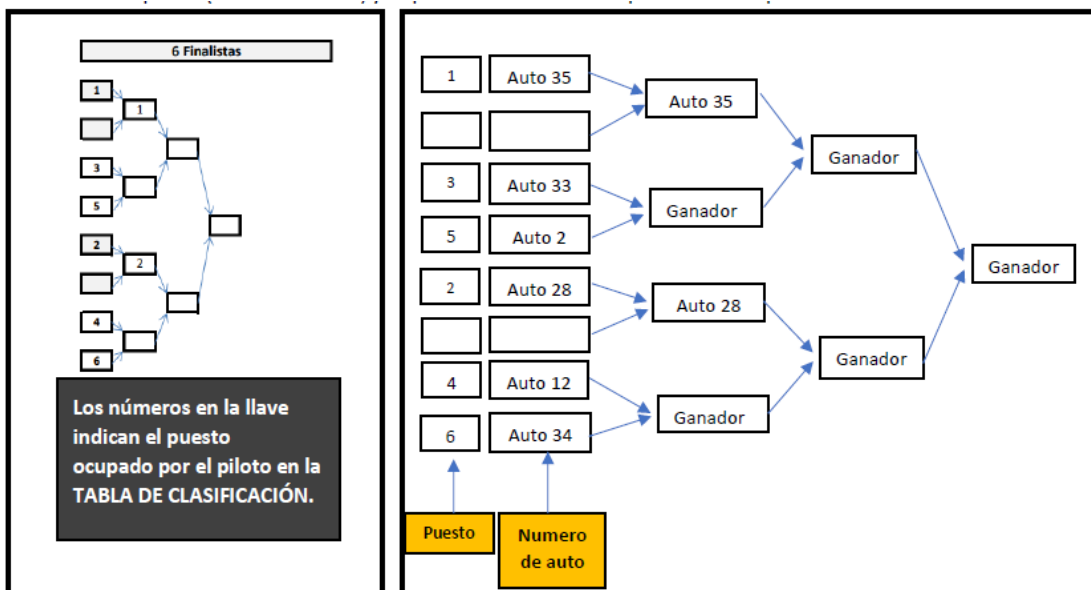 6 Finalistas
1
1
3
5
2
2
4
6
Los números en la llave
indican el puesto
ocupado por el piloto en la
TABLA DE CLASIFICACIÓN.
1 Auto 35
Auto 35
Ganador
3 Auto 33
Ganador
5 Auto 2
Ganador
2 Auto 28
Auto 28
Ganador
4 Auto 12
Ganador
6 Auto 34
Puesto
Numero
de auto